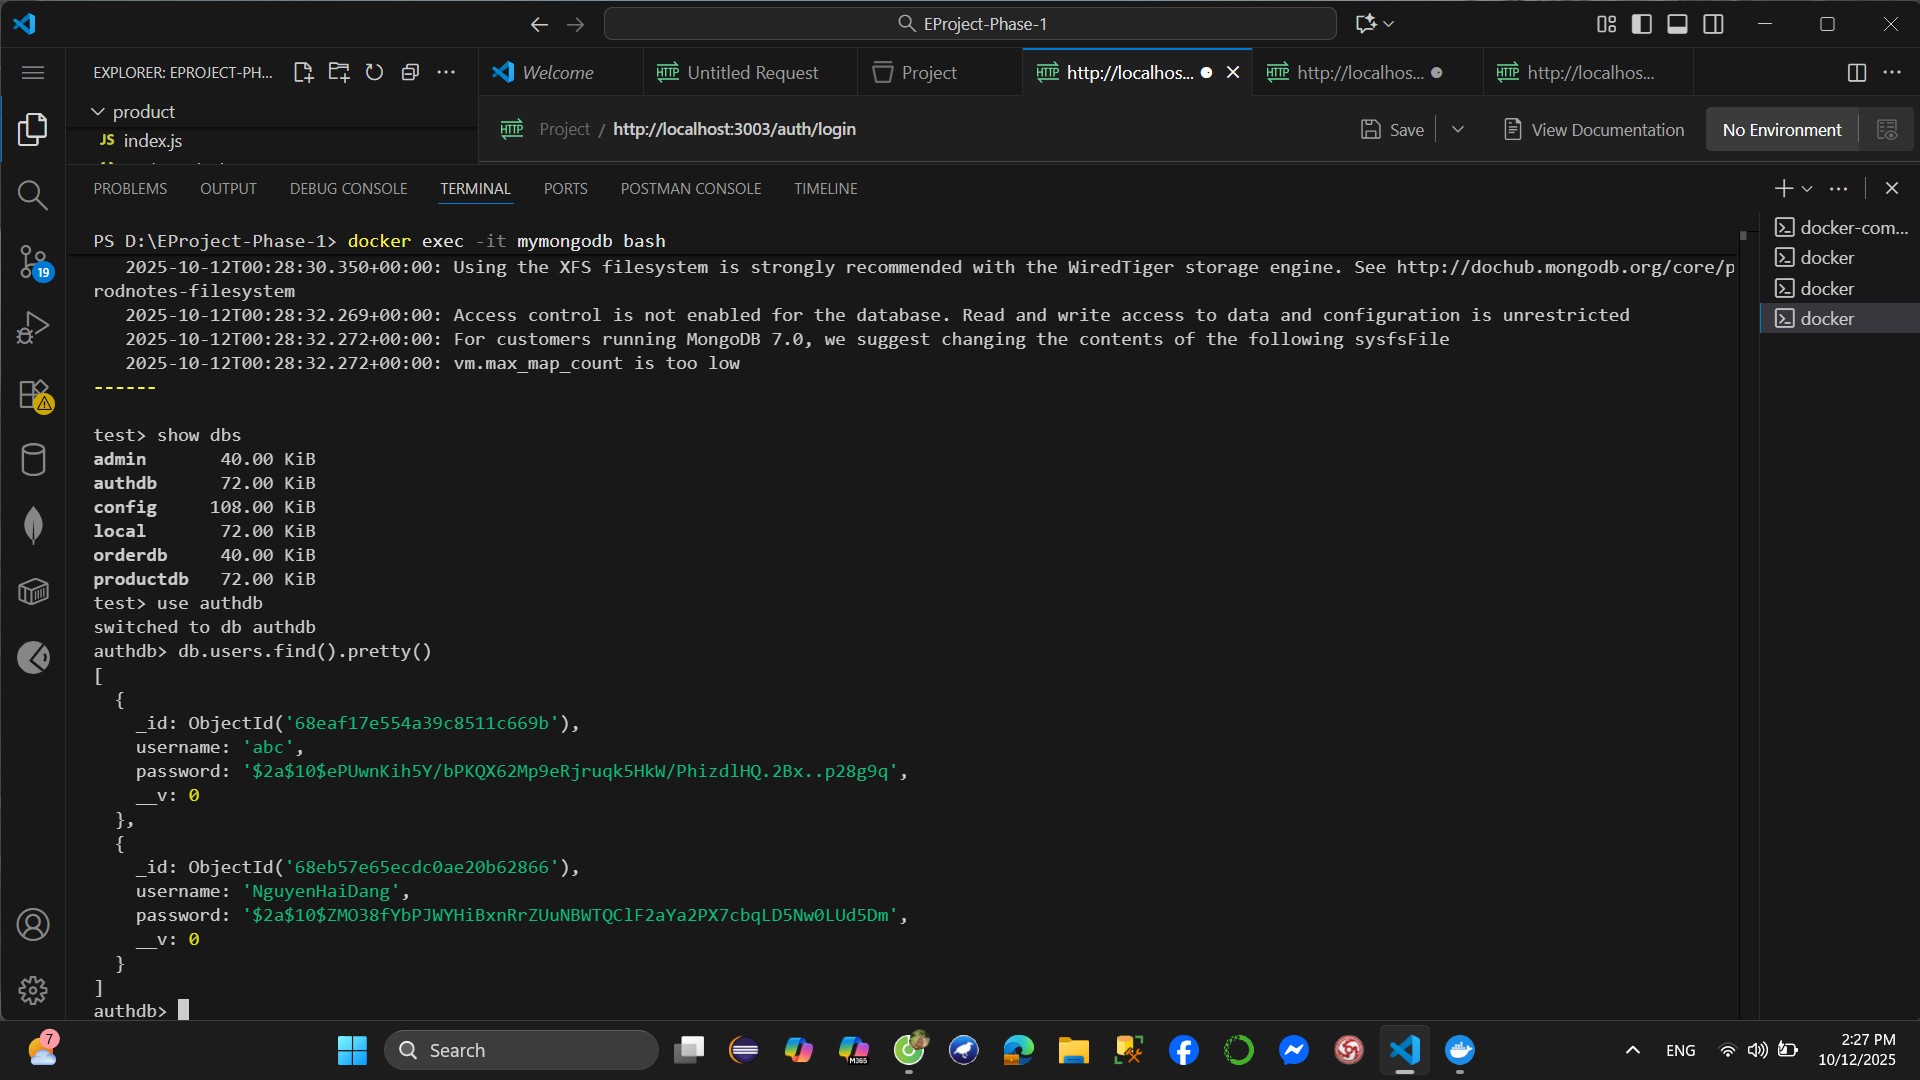 EProject-Phase-1
EXPLORER: EPROJECT-PH...
Welcome
Untitled Request
Project
http://localhos...
http://localhos...
http://localhos...
product
JS index.js
Project / http://localhost:3003/auth/login
Save
View Documentation
No Environment
PROBLEMS OUTPUT DEBUG CONSOLE TERMINAL PORTS POSTMAN CONSOLE TIMELINE
19
docker-com...
docker
docker
docker
PS D:\EProject-Phase-1> docker exec -it mymongodb bash
2025-10-12T00:28:30.350+00:00: Using the XFS filesystem is strongly recommended with the WiredTiger storage engine. See http://dochub.mongodb.org/core/p
rodnotes-filesystem
2025-10-12T00:28:32.269+00:00: Access control is not enabled for the database. Read and write access to data and configuration is unrestricted
2025-10-12T00:28:32.272+00:00: For customers running MongoDB 7.0, we suggest changing the contents of the following sysfsFile
2025-10-12T00:28:32.272+00:00: vm.max_map_count is too low
------
test> show dbs
admin 40.00 KiB
authdb 72.00 KiB
config 108.00 KiB
local 72.00 KiB
orderdb 40.00 KiB
productdb 72.00 KiB
test> use authdb
switched to db authdb
authdb> db.users.find().pretty()
[
{
_id: ObjectId('68eaf17e554a39c8511c669b'),
username: 'abc',
password: '$2a$10$ePUwnKih5Y/bPKQX62Mp9eRjruqk5HkW/PhizdlHQ.2Bx..p28g9q',
__v: 0
},
{
_id: ObjectId('68eb57e65ecdc0ae20b62866'),
username: 'NguyenHaiDang',
password: '$2a$10$ZMO38fYbPJWYHiBxnRrZUuNBWTQClF2aYa2PX7cbqLD5Nw0LUd5Dm',
__v: 0
}
]
authdb>
7
Search
M365
ENG
2:27 PM
10/12/2025